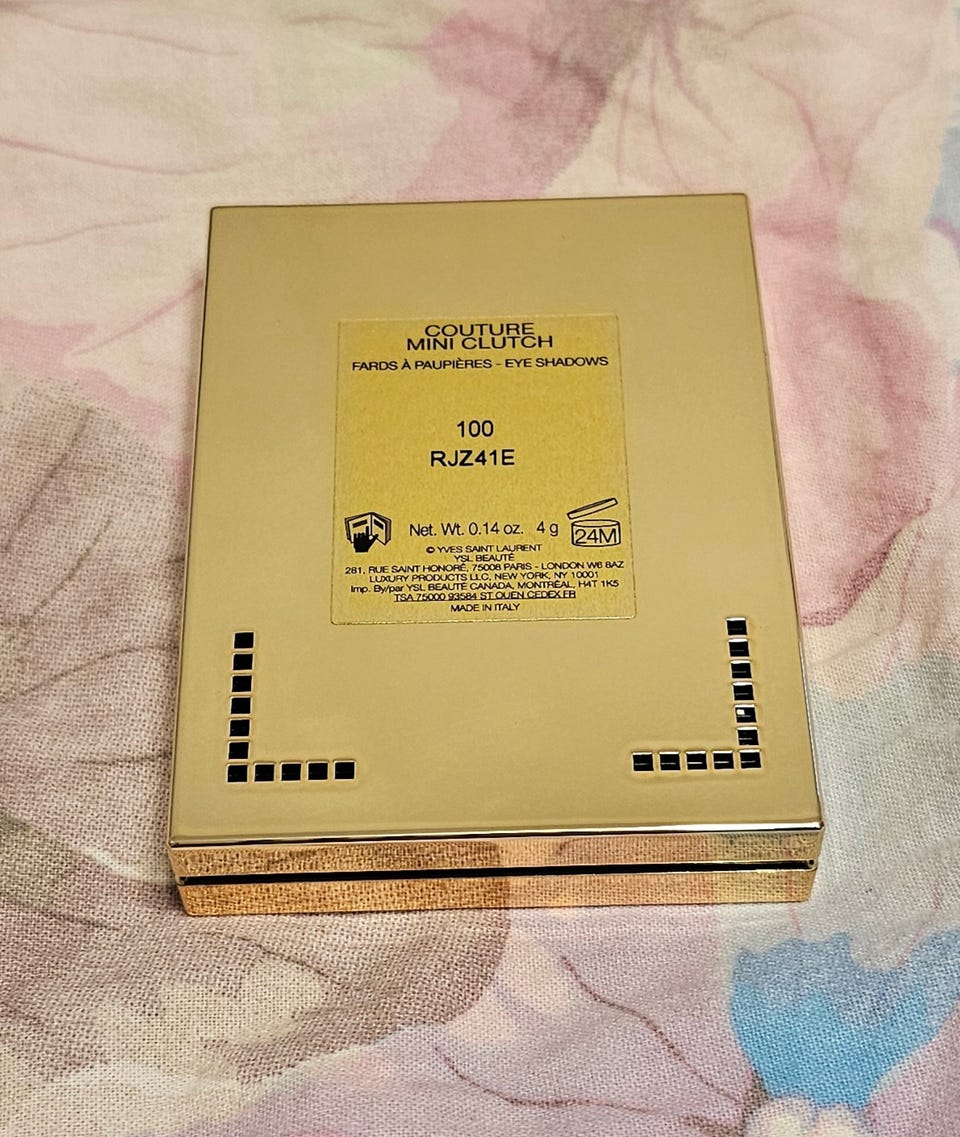 COUTURE
MINI CLUTCH
FARDS À PAUPIÈRES - EYE SHADOWS
100
RJZ41E
Net. Wt. 0.14 oz. 4 g
24M
© YVES SAINT LAURENT
YSL BEAUTÉ
281, RUE SAINT HONORÉ, 75008 PARIS - LONDON W6 8AZ
LUXURY PRODUCTS LLC, NEW YORK, NY 10001
Imp. By/par YSL BEAUTÉ CANADA, MONTRÉAL, H4T 1K5
TSA 75000 93584 ST OUEN CEDEX FR
MADE IN ITALY